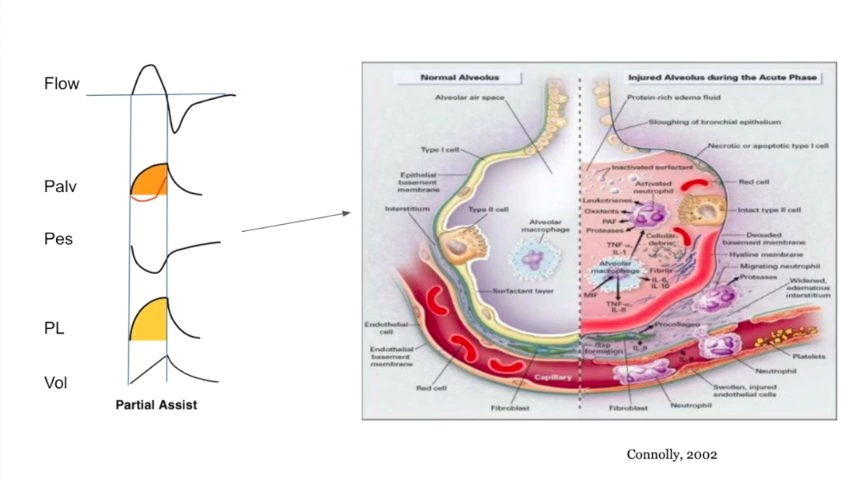 Flow
Palv
Pes
PL
Vol
Partial Assist
Normal Alveolus
Injured Alveolus during the Acute Phase
Alveolar air space
Protein-rich edema fluid
Sloughing of bronchial epithelium
Necrotic or apoptotic type I cell
Type I cell
Inactivated surfactant
Epithelial
basement
membrane
Activated
neutrophil
Red cell
Leukotrienes
Oxidants
PAF
Proteases
Intact type II cell
Interstitium
Type II cell
Alveolar
macrophage
Cellular
debris
Denuded
basement membrane
TNF-α,
IL-1
Hyaline membrane
Migrating neutrophil
Alveolar
macrophage
Fibrin
Proteases
IL-6,
IL-10
Widened,
edematous
interstitium
Surfactant layer
MIF
TNF-α,
IL-8
Procollagen
Endothelial
cell
Gap
formation
IL-8
Endothelial
basement
membrane
Platelets
Capillary
Neutrophil
Red cell
Swollen, injured
endothelial cells
Fibroblast
Fibroblast
Neutrophil
Connolly, 2002